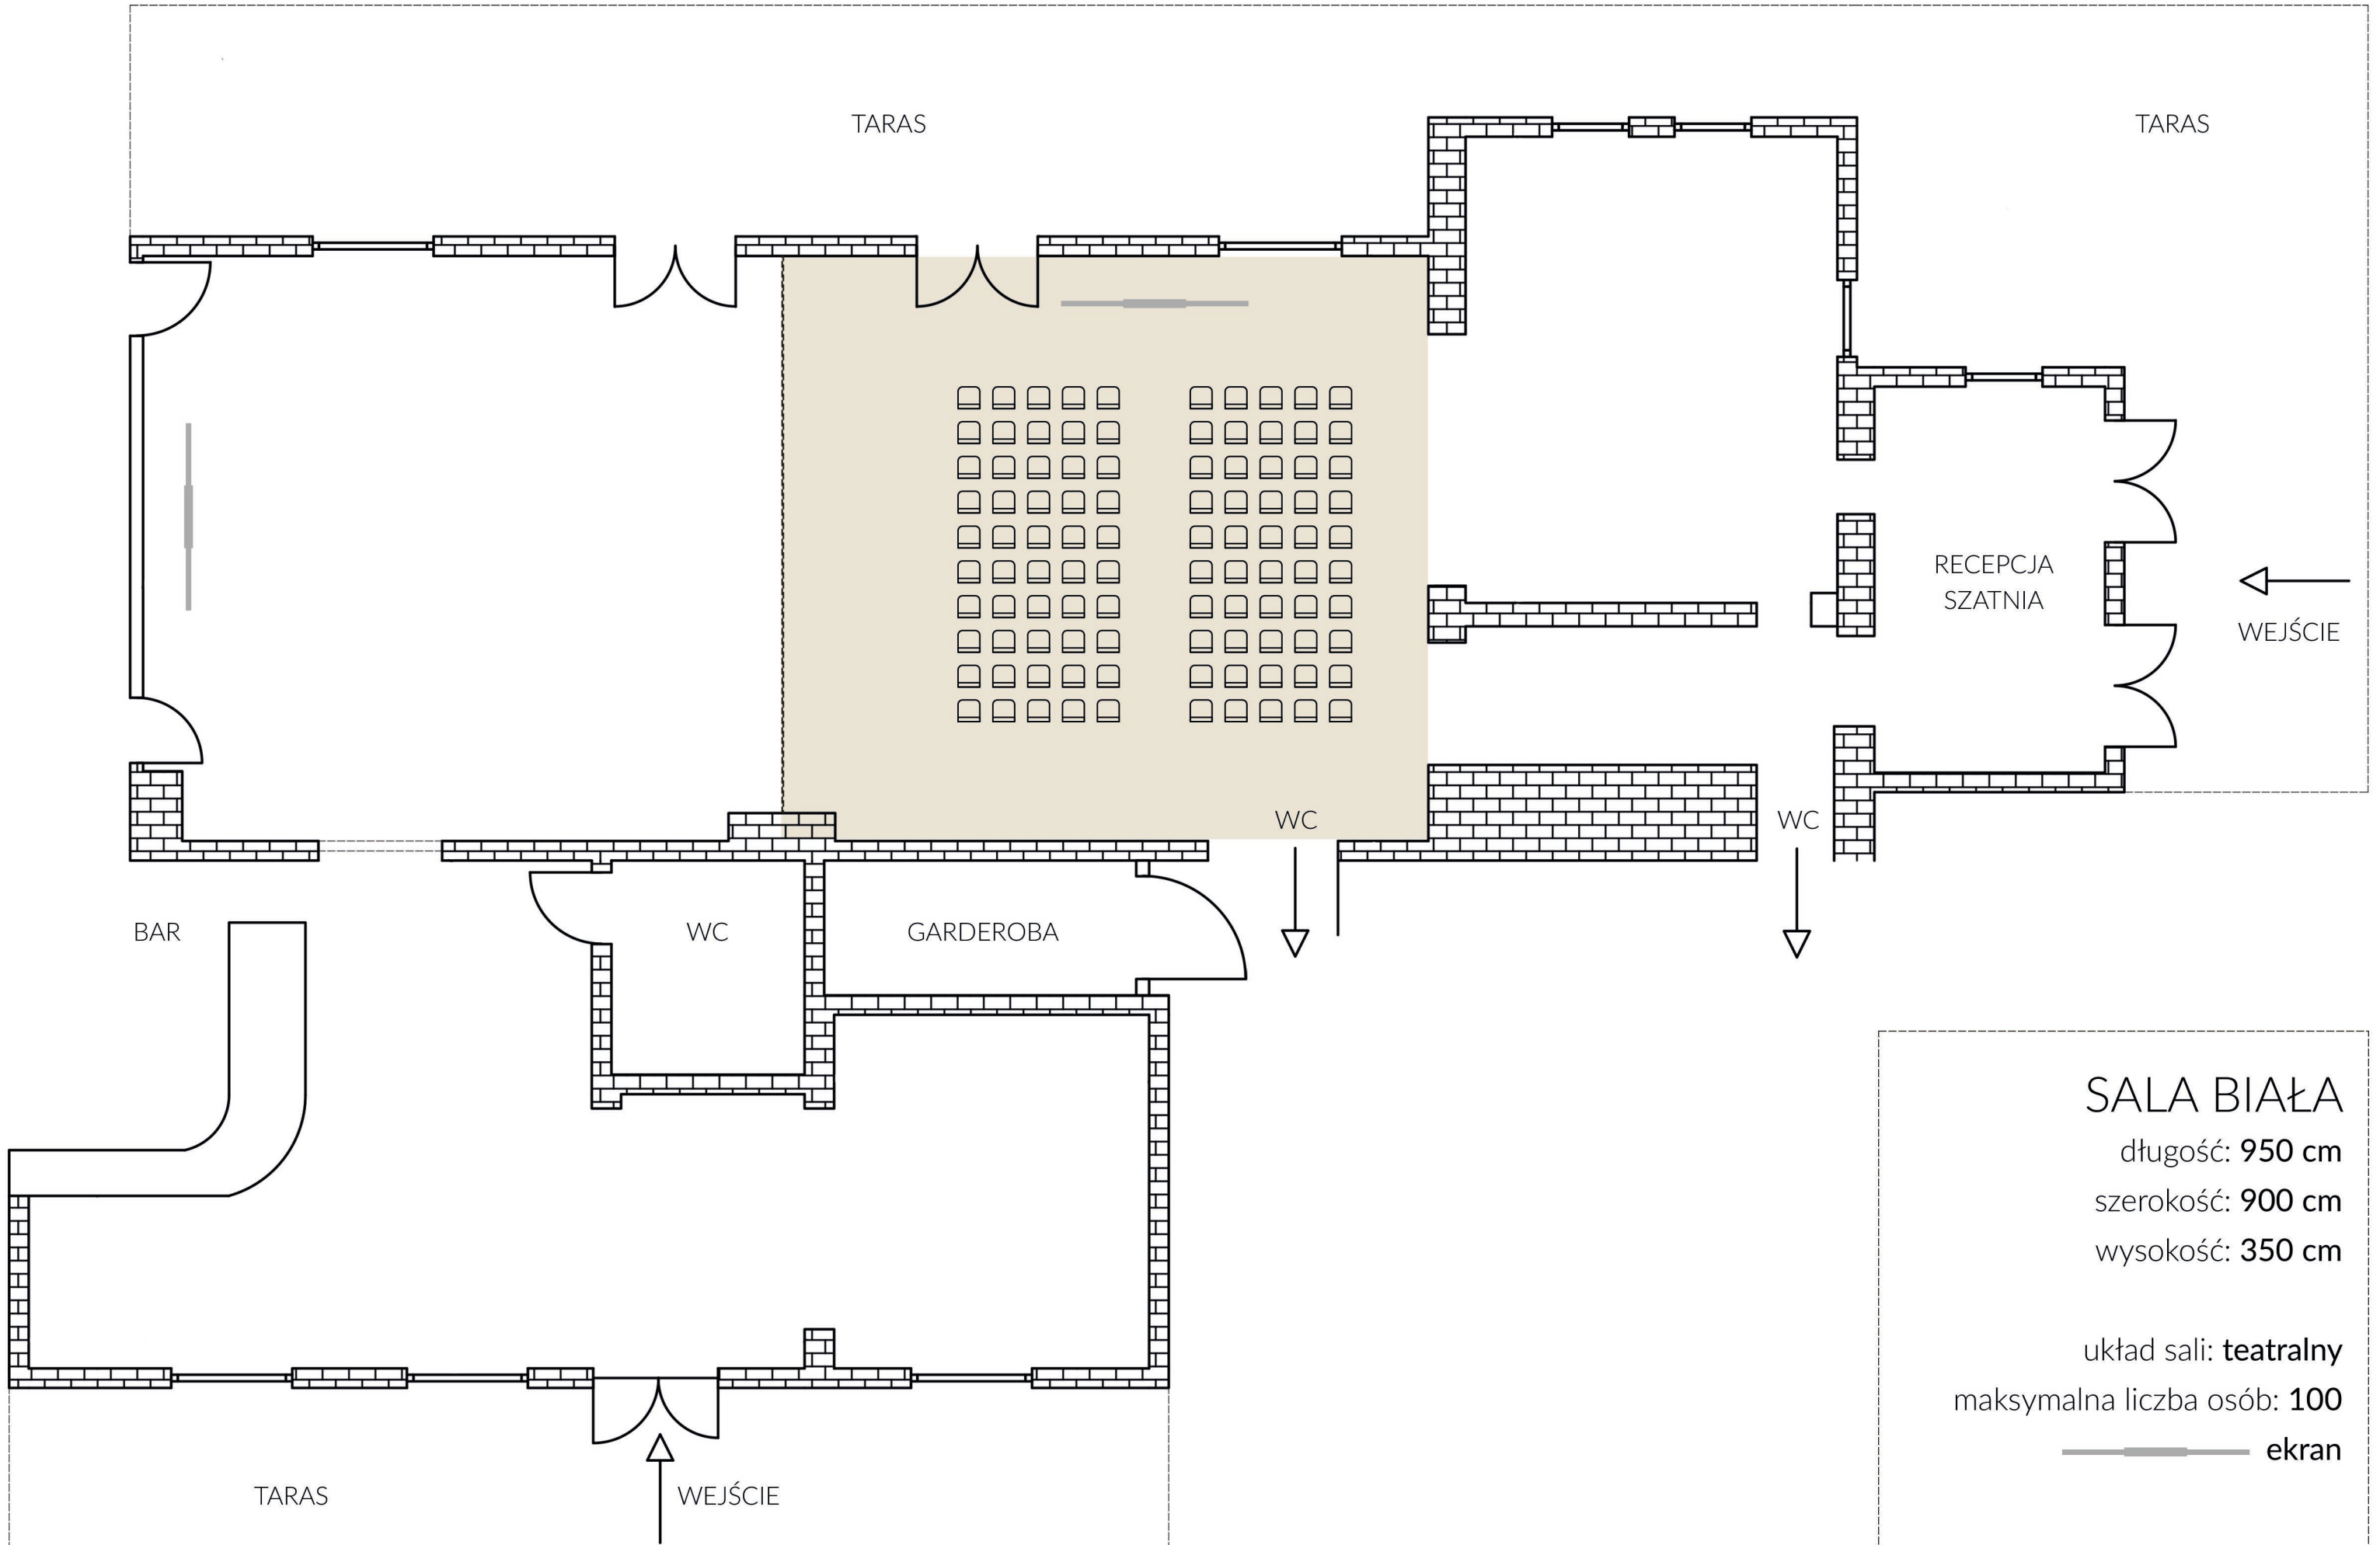 TARAS
TARAS
RECEPCJA
SZATNIA
WEJŚCIE
WC
WC
BAR
WC
GARDEROBA
SALA BIAŁA
długość: 950 cm
szerokość: 900 cm
wysokość: 350 cm
układ sali: teatralny
maksymalna liczba osób: 100
ekran
TARAS
WEJŚCIE